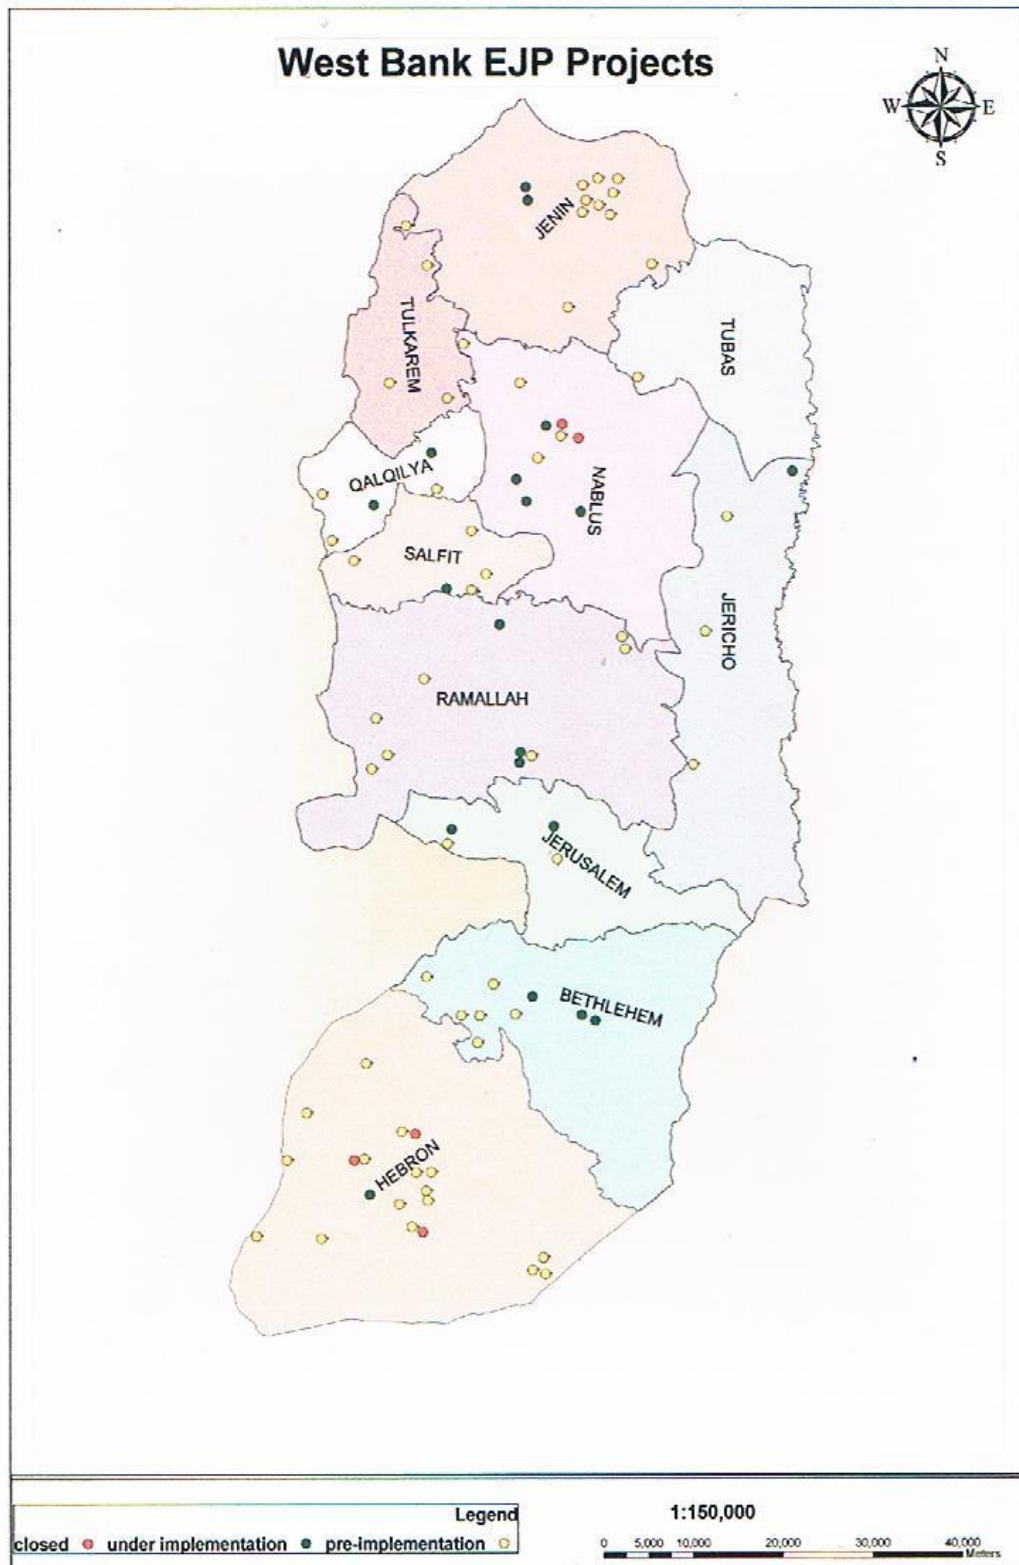 West Bank EJP Projects
N
W E
S
JENIN
TULKAREM
TUBAS
QALQILYA
NABLUS
SALFIT
JERICHO
RAMALLAH
JERUSALEM
BETHLEHEM
HEBRON
Legend
closed under implementation pre-implementation
1:150,000
0 5,000 10,000 20,000 30,000 40,000
Meters